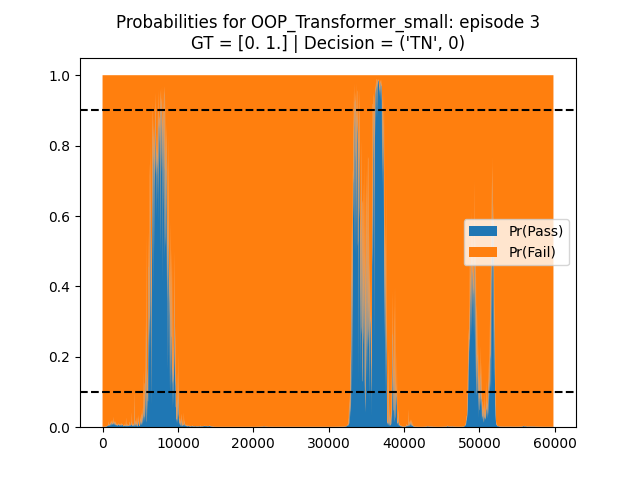 Probabilities for OOP_Transformer_small: episode 3
GT = [0. 1.] | Decision = ('TN', 0)
1.0
0.8
0.6
0.4
0.2
0.0
Pr(Pass)
Pr(Fail)
0 10000 20000 30000 40000 50000 60000